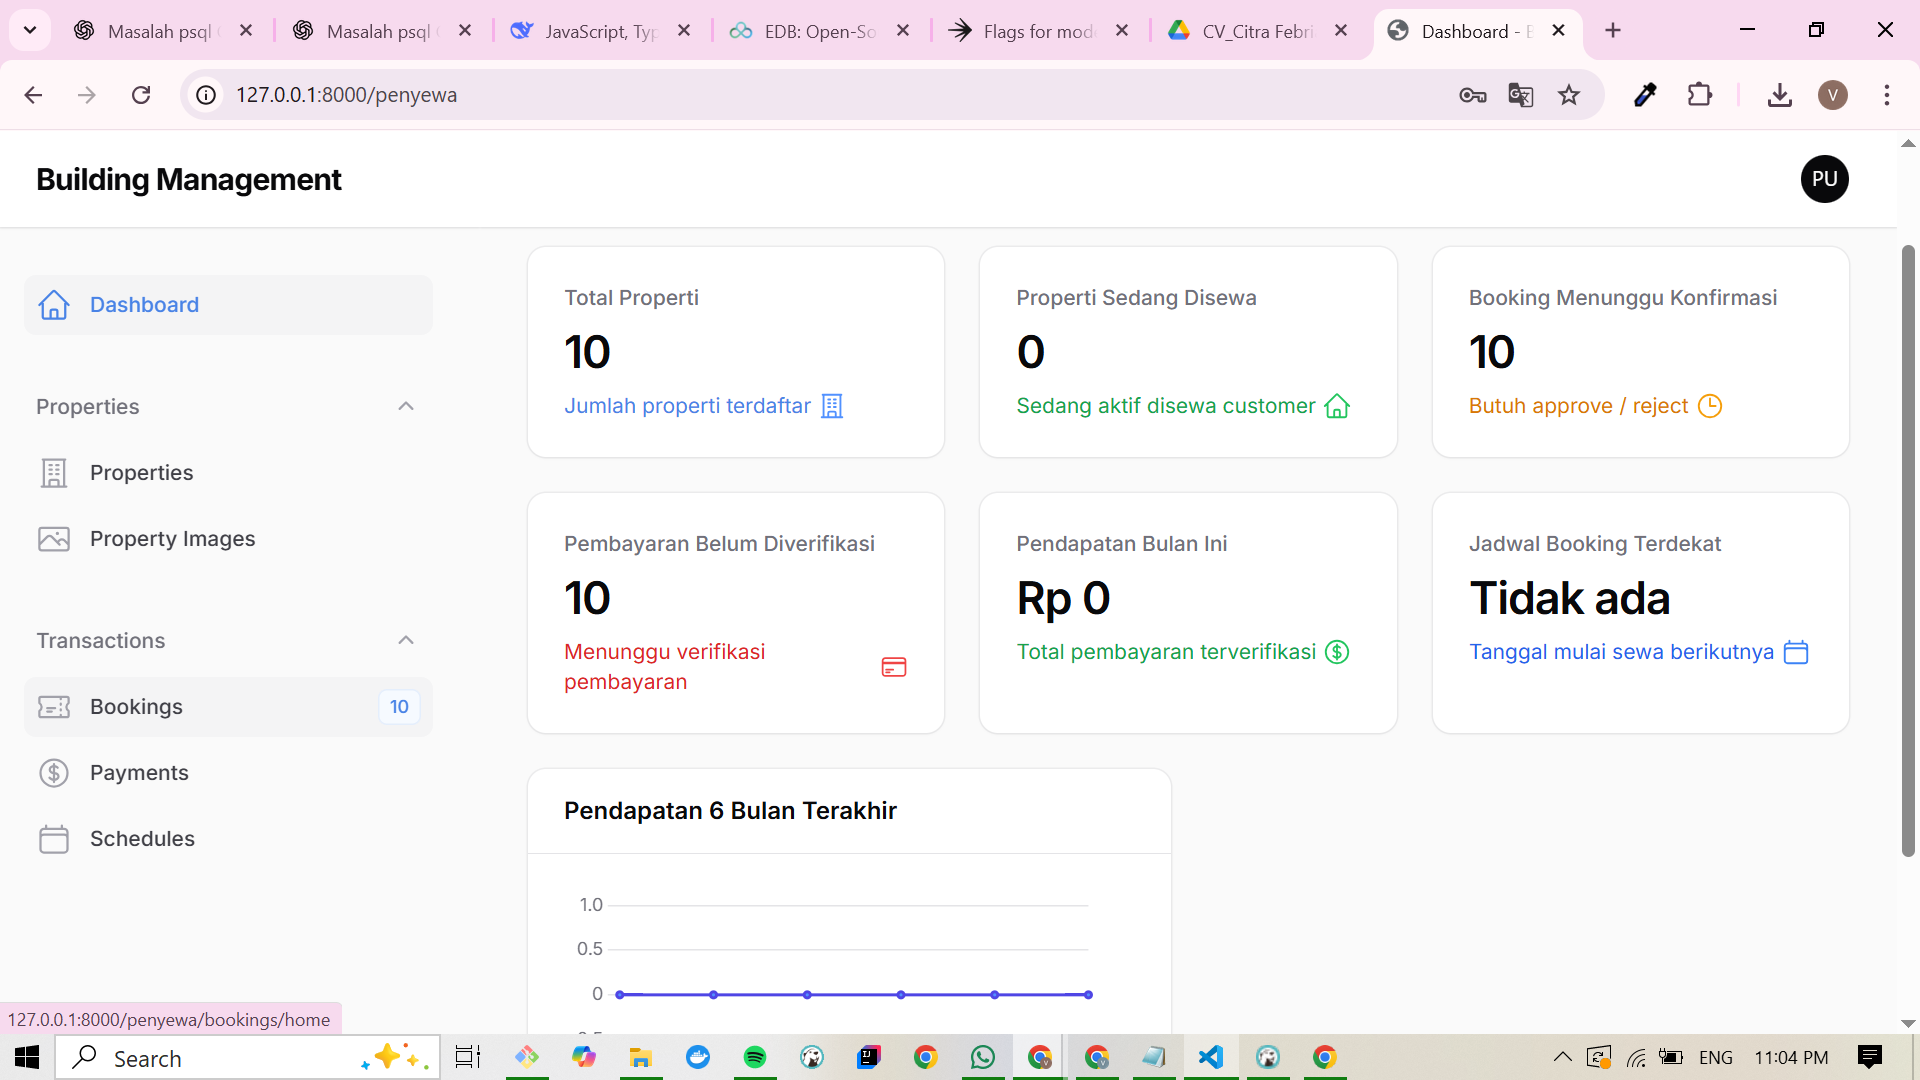 Masalah psql
Masalah psql
JavaScript, Typ
EDB: Open-So
Flags for mod
CV_Citra Febri
Dashboard -
127.0.0.1:8000/penyewa
V
Building Management
PU
Dashboard
Properties
Properties
Property Images
Transactions
Bookings
10
Payments
Schedules
Total Properti
10
Jumlah properti terdaftar
Properti Sedang Disewa
0
Sedang aktif disewa customer
Booking Menunggu Konfirmasi
10
Butuh approve / reject
Pembayaran Belum Diverifikasi
10
Menunggu verifikasi
pembayaran
Pendapatan Bulan Ini
Rp 0
Total pembayaran terverifikasi
Jadwal Booking Terdekat
Tidak ada
Tanggal mulai sewa berikutnya
Pendapatan 6 Bulan Terakhir
1.0
0.5
0
127.0.0.1:8000/penyewa/bookings/home
Search
ENG
11:04 PM